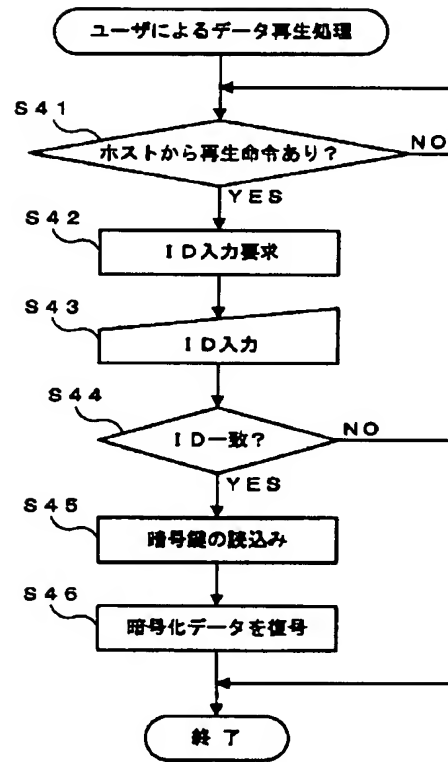 ユーザによるデータ再生処理
S41
ホストから再生命令あり？
NO
YES
S42
ID入力要求
S43
ID入力
S44
ID一致？
NO
YES
S45
暗号鍵の読込み
S46
暗号化データを復号
終了